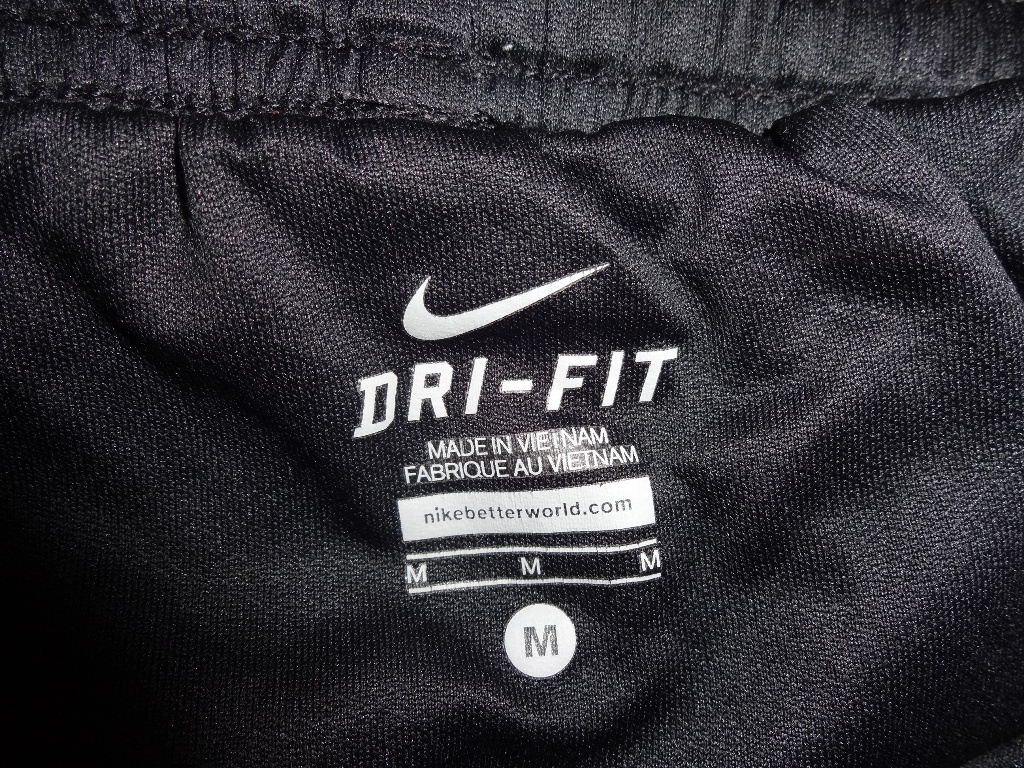 DRI-FIT
MADE IN VIETNAM
FABRIQUE AU VIETNAM
nikebetterworld.com
M M M
M